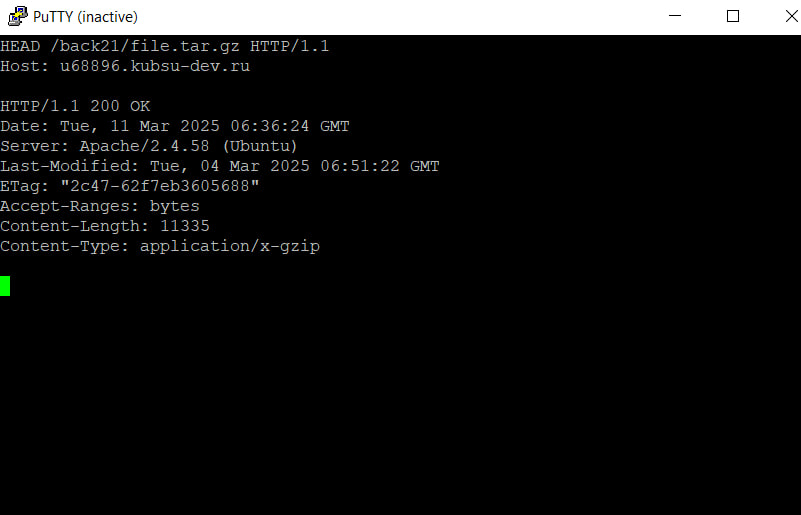 PuTTY (inactive)
HEAD /back21/file.tar.gz HTTP/1.1
Host: u68896.kubsu-dev.ru
HTTP/1.1 200 OK
Date: Tue, 11 Mar 2025 06:36:24 GMT
Server: Apache/2.4.58 (Ubuntu)
Last-Modified: Tue, 04 Mar 2025 06:51:22 GMT
ETag: "2c47-62f7eb3605688"
Accept-Ranges: bytes
Content-Length: 11335
Content-Type: application/x-gzip